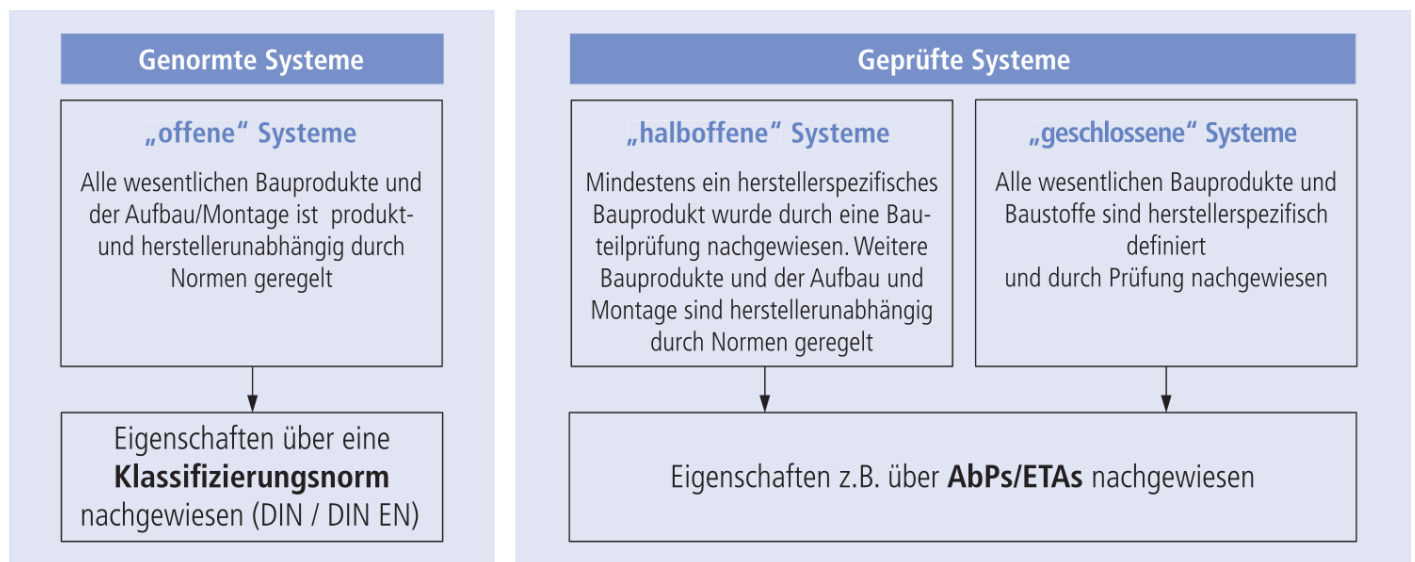 Genormte Systeme
„offene“ Systeme
Alle wesentlichen Bauprodukte und
der Aufbau/Montage ist produkt-
und herstellerunabhängig durch
Normen geregelt
Eigenschaften über eine
Klassifizierungsnorm
nachgewiesen (DIN / DIN EN)
Geprüfte Systeme
„halboffene“ Systeme
Mindestens ein herstellerspezifisches
Bauprodukt wurde durch eine Bau-
teilprüfung nachgewiesen. Weitere
Bauprodukte und der Aufbau und
Montage sind herstellerunabhängig
durch Normen geregelt
„geschlossene“ Systeme
Alle wesentlichen Bauprodukte und
Baustoffe sind herstellerspezifisch
definiert
und durch Prüfung nachgewiesen
Eigenschaften z.B. über AbPs/ETAs nachgewiesen